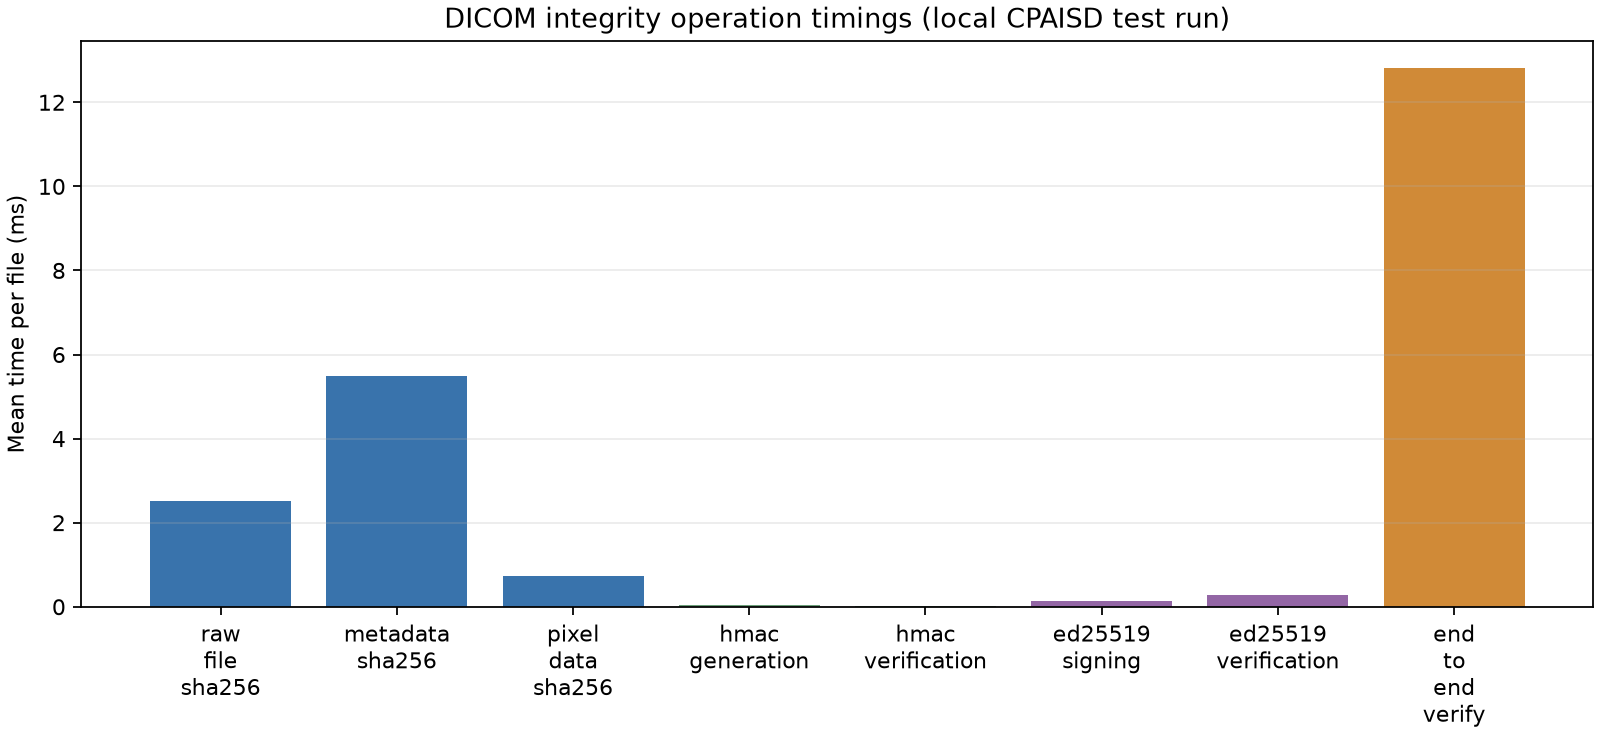 DICOM integrity operation timings (local CPAISD test run)
Mean time per file (ms)
12
10
8
6
4
2
0
raw
file
sha256
metadata
sha256
pixel
data
sha256
hmac
generation
hmac
verification
ed25519
signing
ed25519
verification
end
to
end
verify